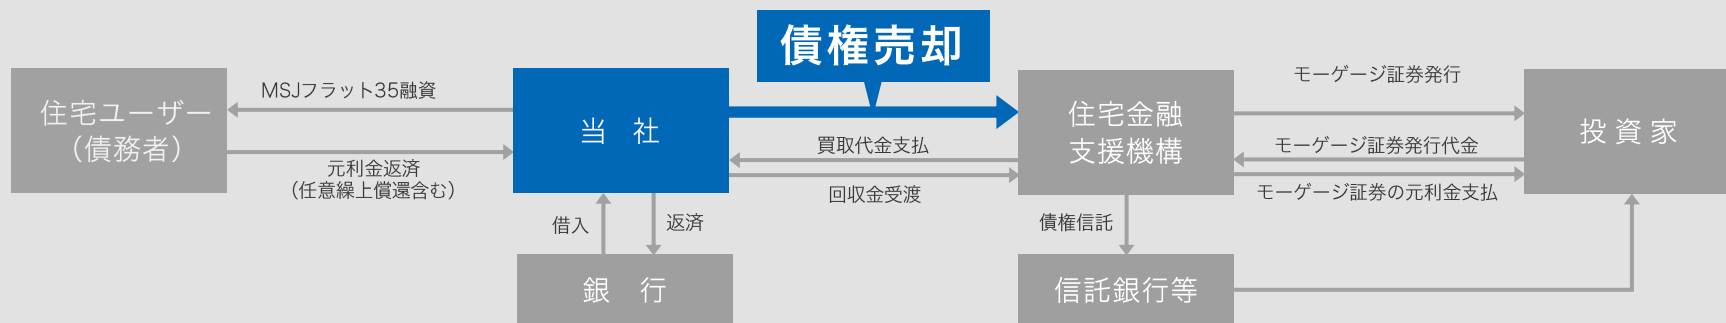 債権売却
住宅ユーザー
（債務者）
MSJフラット35融資
元利金返済
（任意繰上償還含む）
当　社
買取代金支払
回収金受渡
住宅金融
支援機構
モーゲージ証券発行
モーゲージ証券発行代金
モーゲージ証券の元利金支払
投 資 家
借入
返済
債権信託
銀　行
信託銀行等